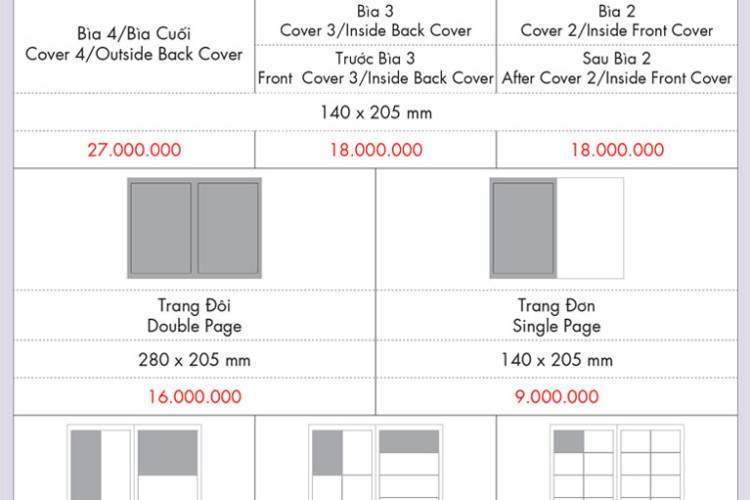 Bìa 4/Bìa Cuối
Cover 4/Outside Back Cover
Bìa 3
Cover 3/Inside Back Cover
Trước Bìa 3
Front Cover 3/Inside Back Cover
Bìa 2
Cover 2/Inside Front Cover
Sau Bìa 2
After Cover 2/Inside Front Cover
140 x 205 mm
27.000.000
18.000.000
18.000.000
Trang Đôi
Double Page
280 x 205 mm
16.000.000
Trang Đơn
Single Page
140 x 205 mm
9.000.000